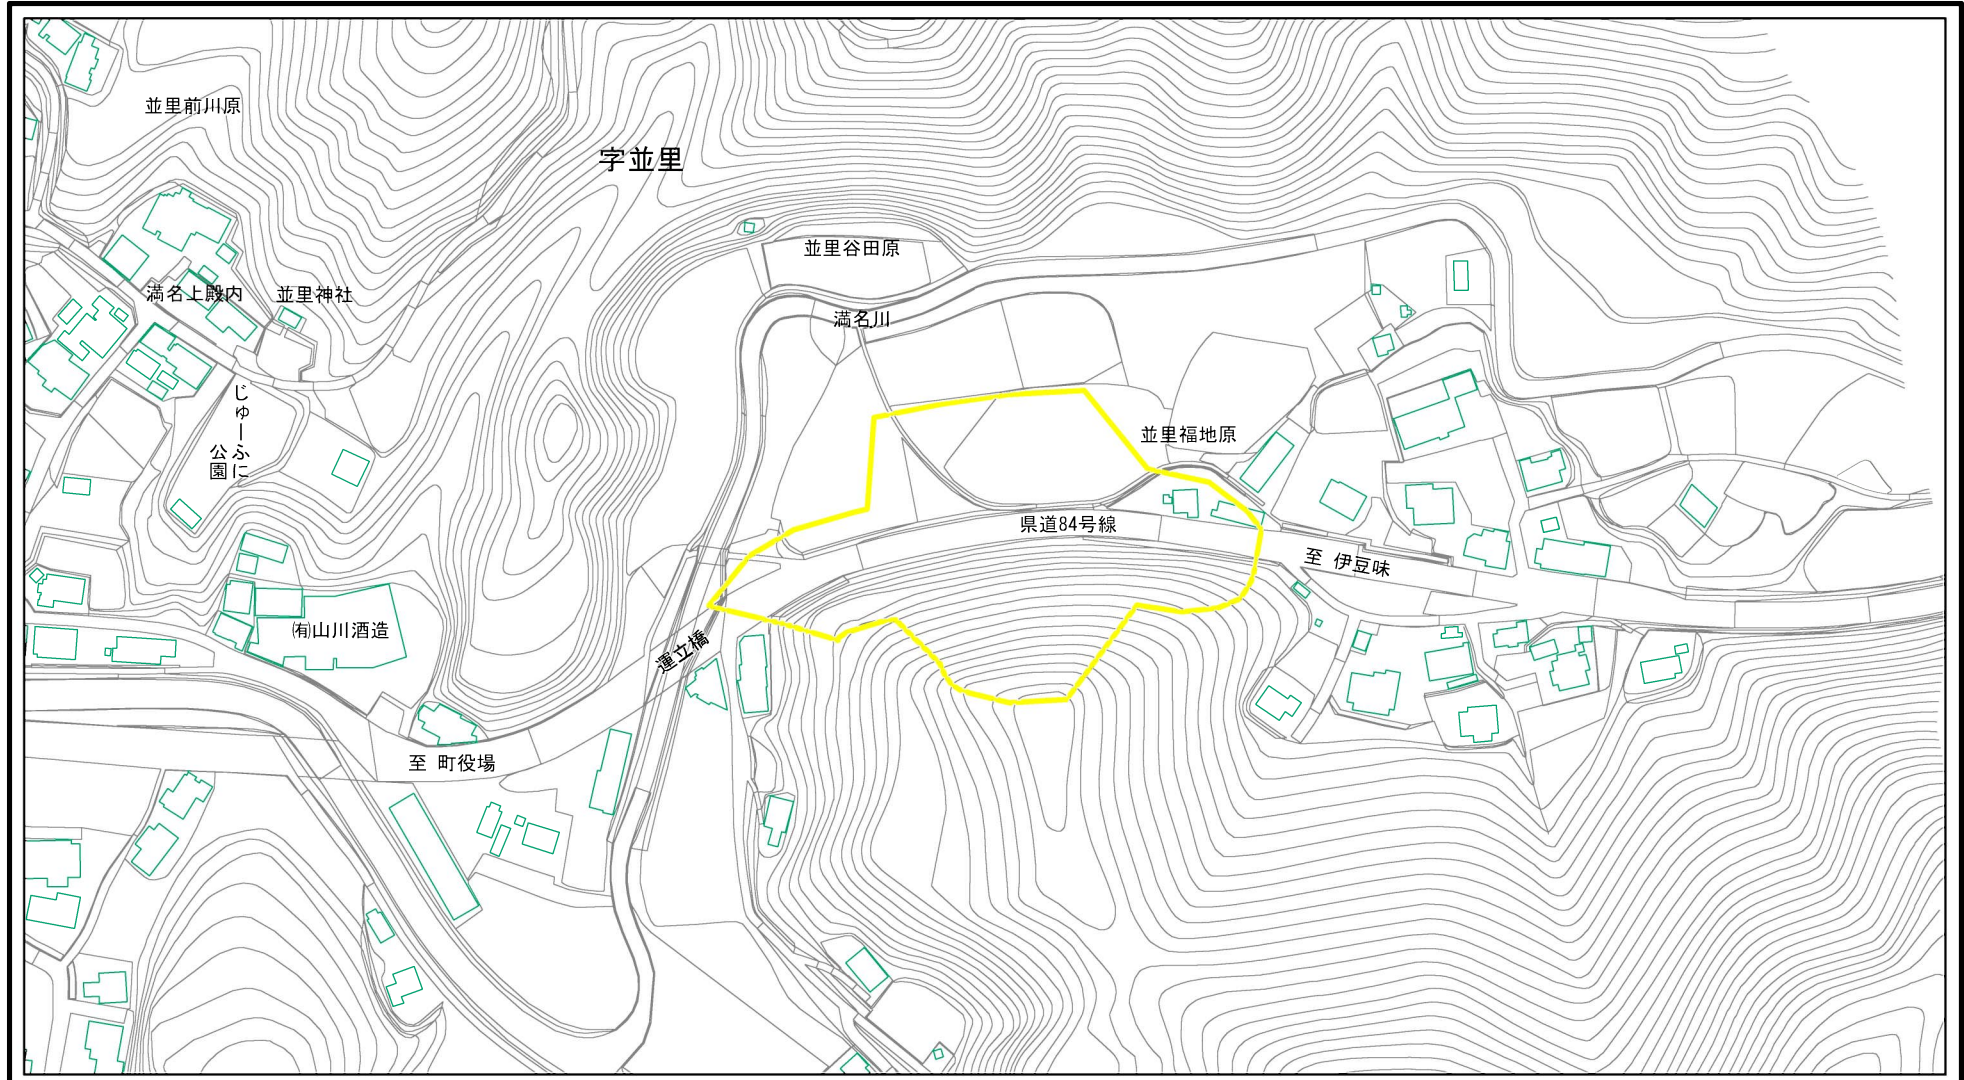 並里前川原
字並里
並里谷田原
満名上殿内
並里神社
満名川
じゅーふに
公園
並里福地原
県道84号線
至 伊豆味
㈲山川酒造
運立橋
至 町役場